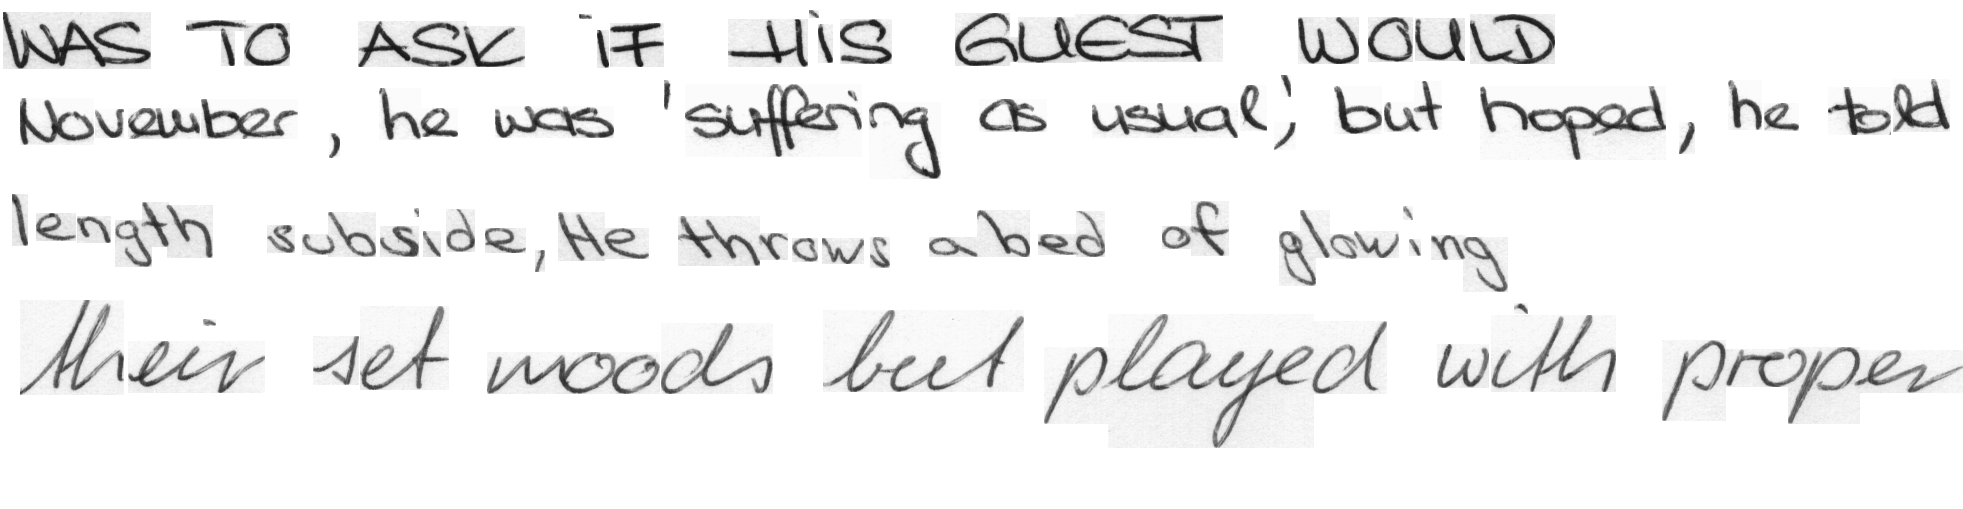 WAS TO ASK iF HiS GUEST WOULD
November, he was 'suffering as usual,' but hoped, he told
length subside, He throws a bed of glowing
their set moods but played with proper